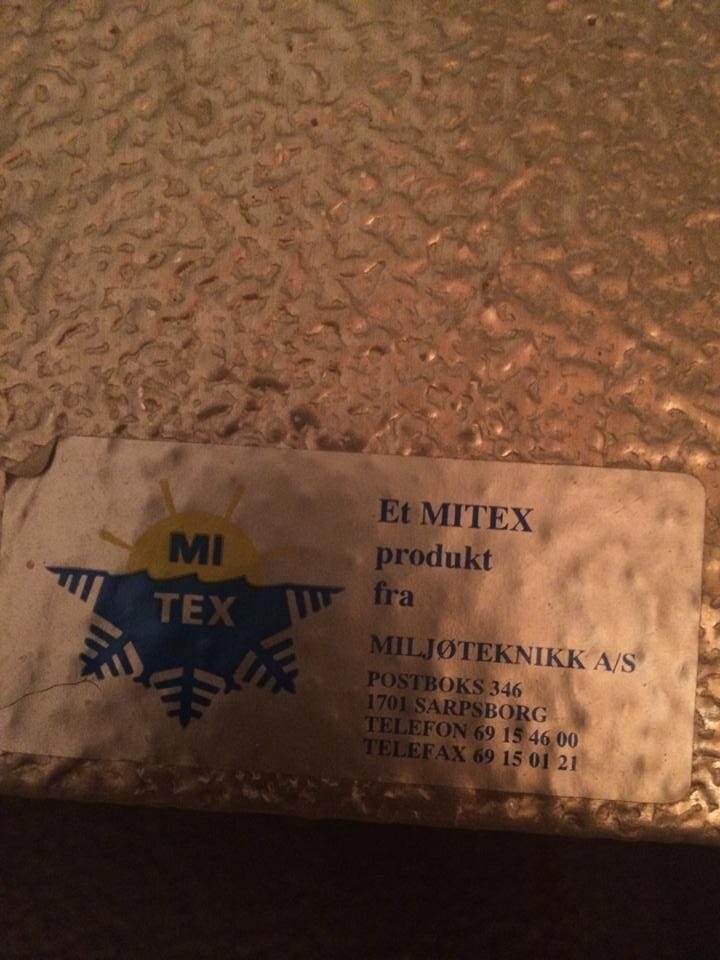 MI
TEX
Et MITEX
produkt
fra
MILJØTEKNIKK A/S
POSTBOKS 346
1701 SARPSBORG
TELEFON 69 15 46 00
TELEFAX 69 15 01 21